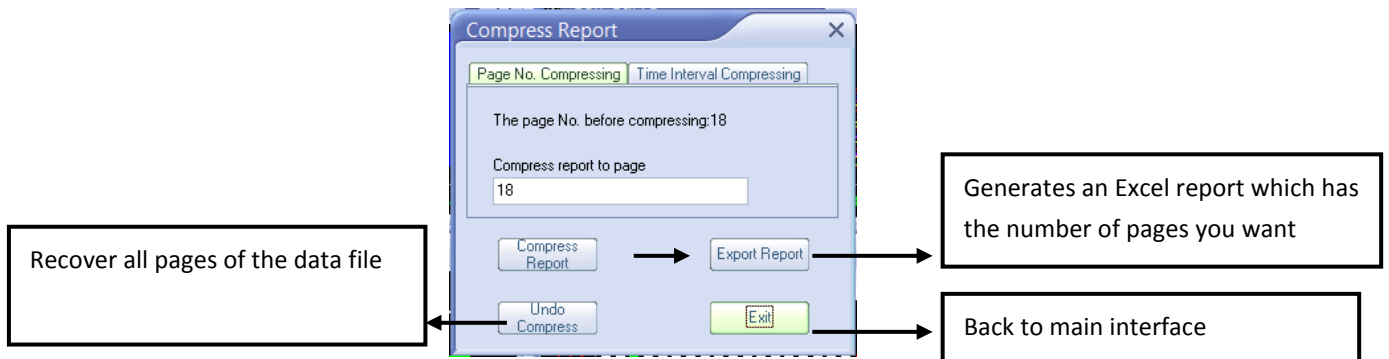 Compress Report
Page No. Compressing Time Interval Compressing
The page No. before compressing:18
Compress report to page
18
Compress
Report
Export Report
Undo
Compress
Exit
Generates an Excel report which has
the number of pages you want
Recover all pages of the data file
Back to main interface